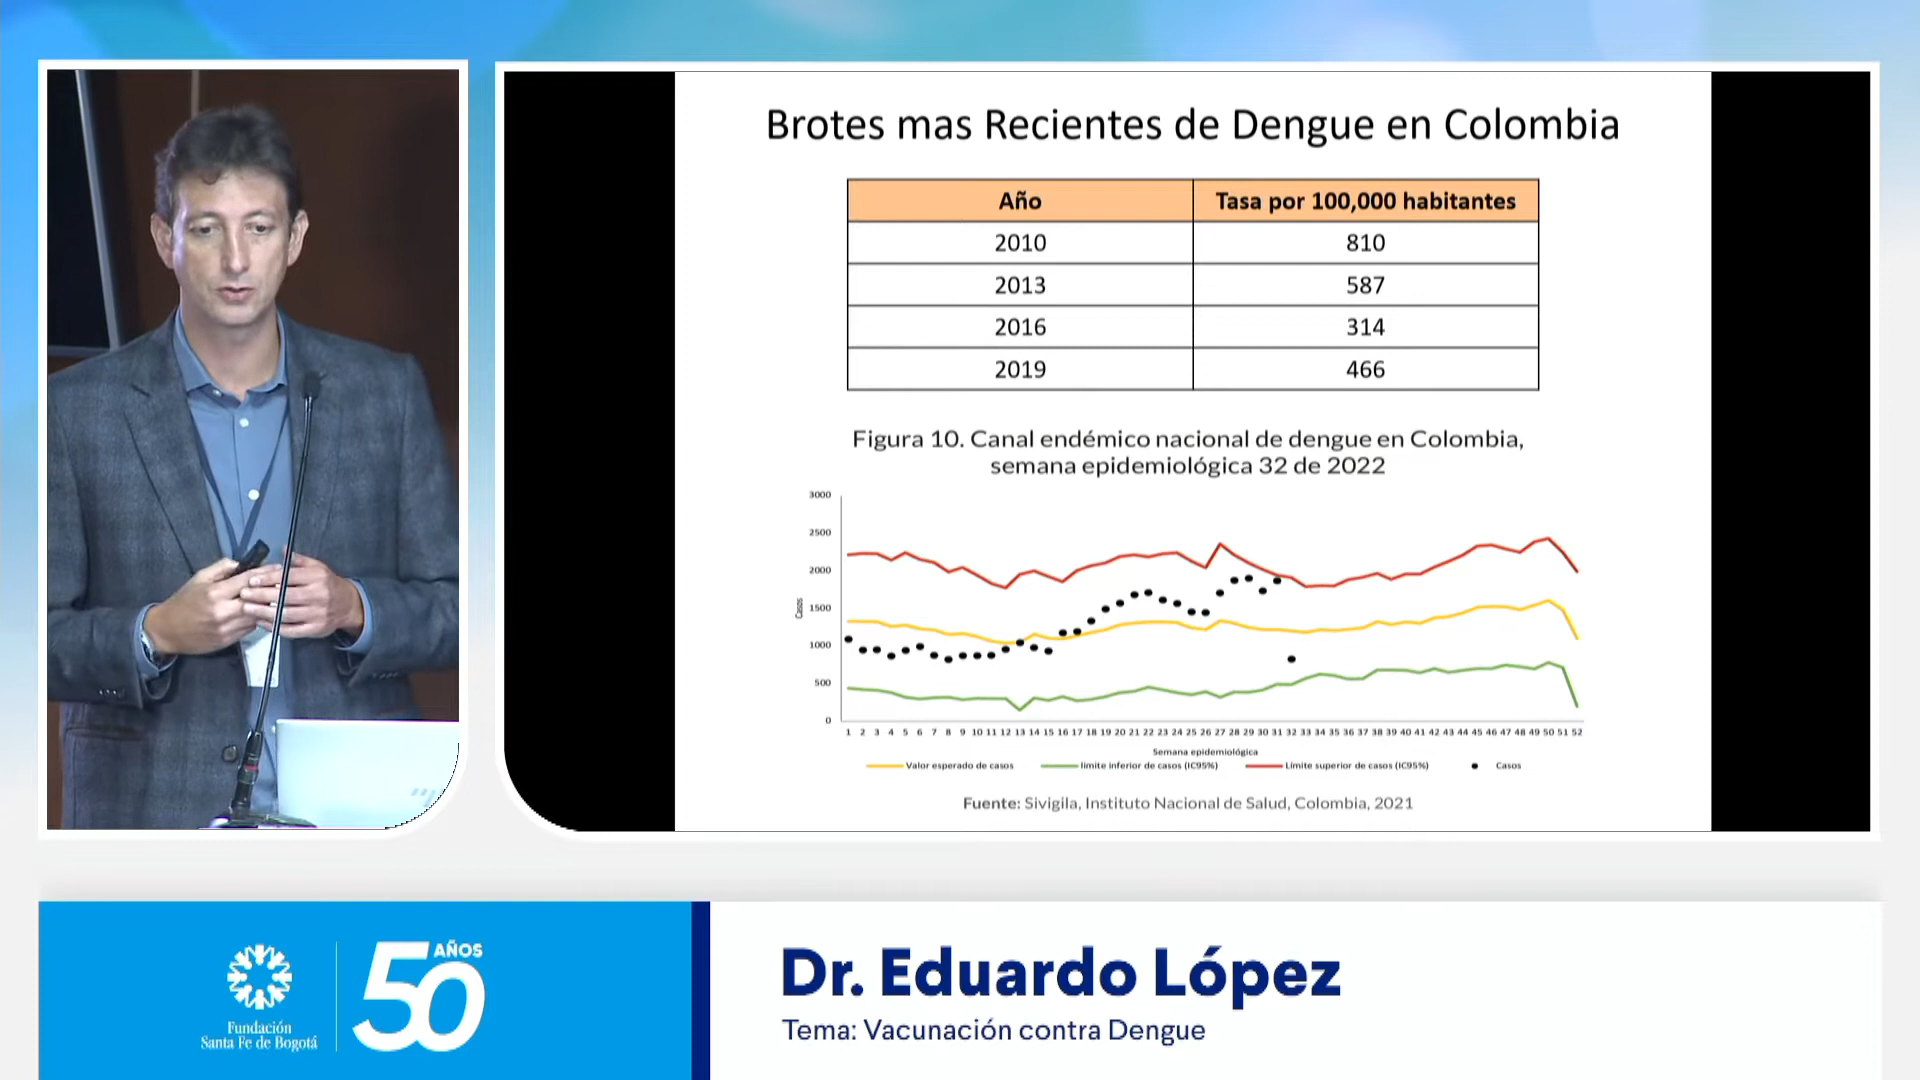 Brotes mas Recientes de Dengue en Colombia
Año Tasa por 100,000 habitantes
2010 810
2013 587
2016 314
2019 466
Figura 10. Canal endémico nacional de dengue en Colombia,
semana epidemiológica 32 de 2022
3000
2500
2000
1500
1000
500
0
Casos
1 2 3 4 5 6 7 8 9 10 11 12 13 14 15 16 17 18 19 20 21 22 23 24 25 26 27 28 29 30 31 32 33 34 35 36 37 38 39 40 41 42 43 44 45 46 47 48 49 50 51 52
Semana epidemiológica
Valor esperado de casos límite inferior de casos (IC95%) Límite superior de casos (IC95%) Casos
Fuente: Sivigila, Instituto Nacional de Salud, Colombia, 2021
Fundación
Santa Fe de Bogotá
50 AÑOS
Dr. Eduardo López
Tema: Vacunación contra Dengue